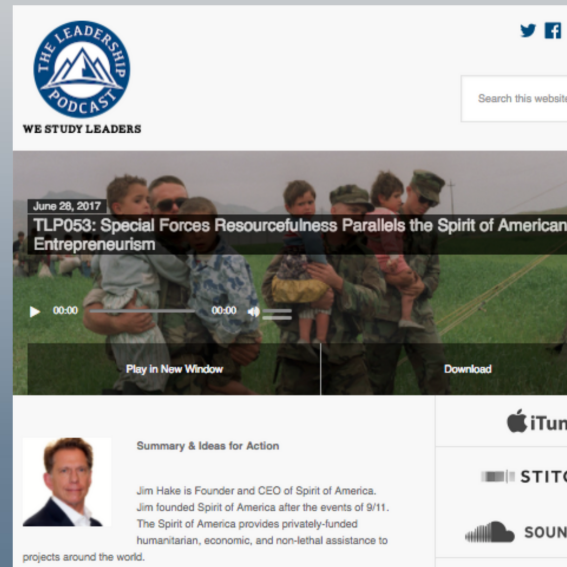 THE LEADERSHIP
PODCAST
WE STUDY LEADERS
Search this website
June 28, 2017
TLP053: Special Forces Resourcefulness Parallels the Spirit of American
Entrepreneurism
00:00
00:00
Play in New Window
Download
iTun
STIT
SOUN
Summary & Ideas for Action
Jim Hake is Founder and CEO of Spirit of America.
Jim founded Spirit of America after the events of 9/11.
The Spirit of America provides privately-funded
humanitarian, economic, and non-lethal assistance to
projects around the world.